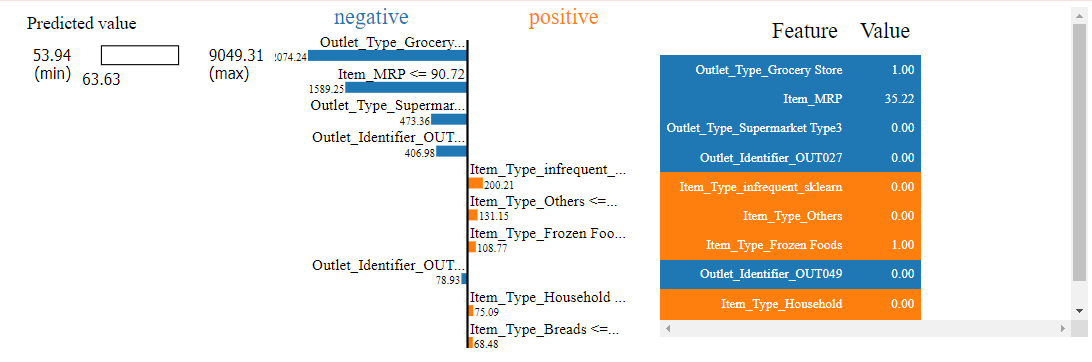 Predicted value
53.94
(min)
63.63
9049.31
(max)
negative
positive
Outlet_Type_Grocery...
2074.24
Item_MRP <= 90.72
1589.25
Outlet_Type_Supermar...
473.36
Outlet_Identifier_OUT...
406.98
Item_Type_infrequent_...
200.21
Item_Type_Others <=...
131.15
Item_Type_Frozen Foo...
108.77
Outlet_Identifier_OUT...
78.93
Item_Type_Household ...
75.09
Item_Type_Breads <=...
68.48
Feature Value
Outlet_Type_Grocery Store 1.00
Item_MRP 35.22
Outlet_Type_Supermarket Type3 0.00
Outlet_Identifier_OUT027 0.00
Item_Type_infrequent_sklearn 0.00
Item_Type_Others 0.00
Item_Type_Frozen Foods 1.00
Outlet_Identifier_OUT049 0.00
Item_Type_Household 0.00